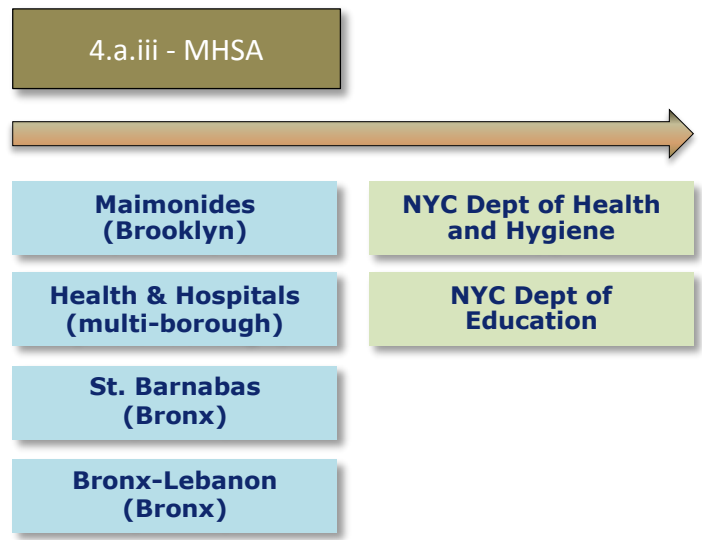 4.a.iii - MHSA
Maimonides
(Brooklyn)
NYC Dept of Health
and Hygiene
Health & Hospitals
(multi-borough)
NYC Dept of
Education
St. Barnabas
(Bronx)
Bronx-Lebanon
(Bronx)